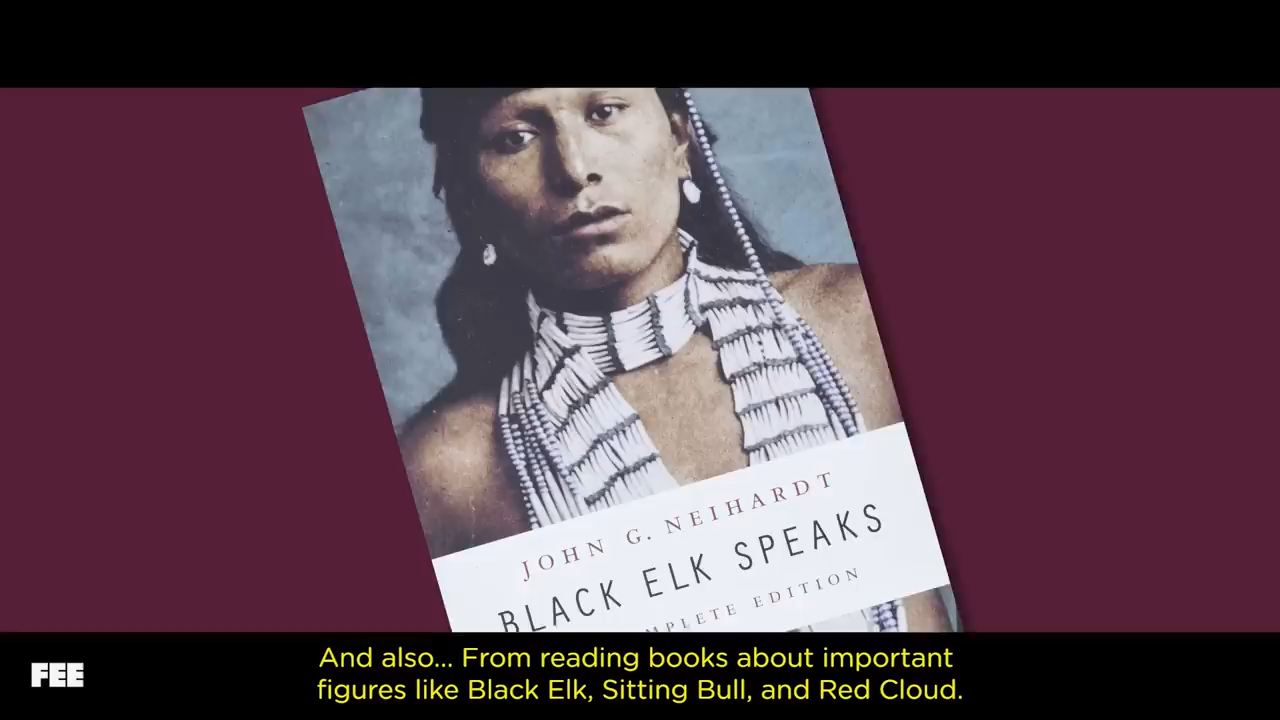 JOHN G. NEIHARDT
BLACK ELK SPEAKS
EDITION
FEE
And also... From reading books about important
figures like Black Elk, Sitting Bull, and Red Cloud.